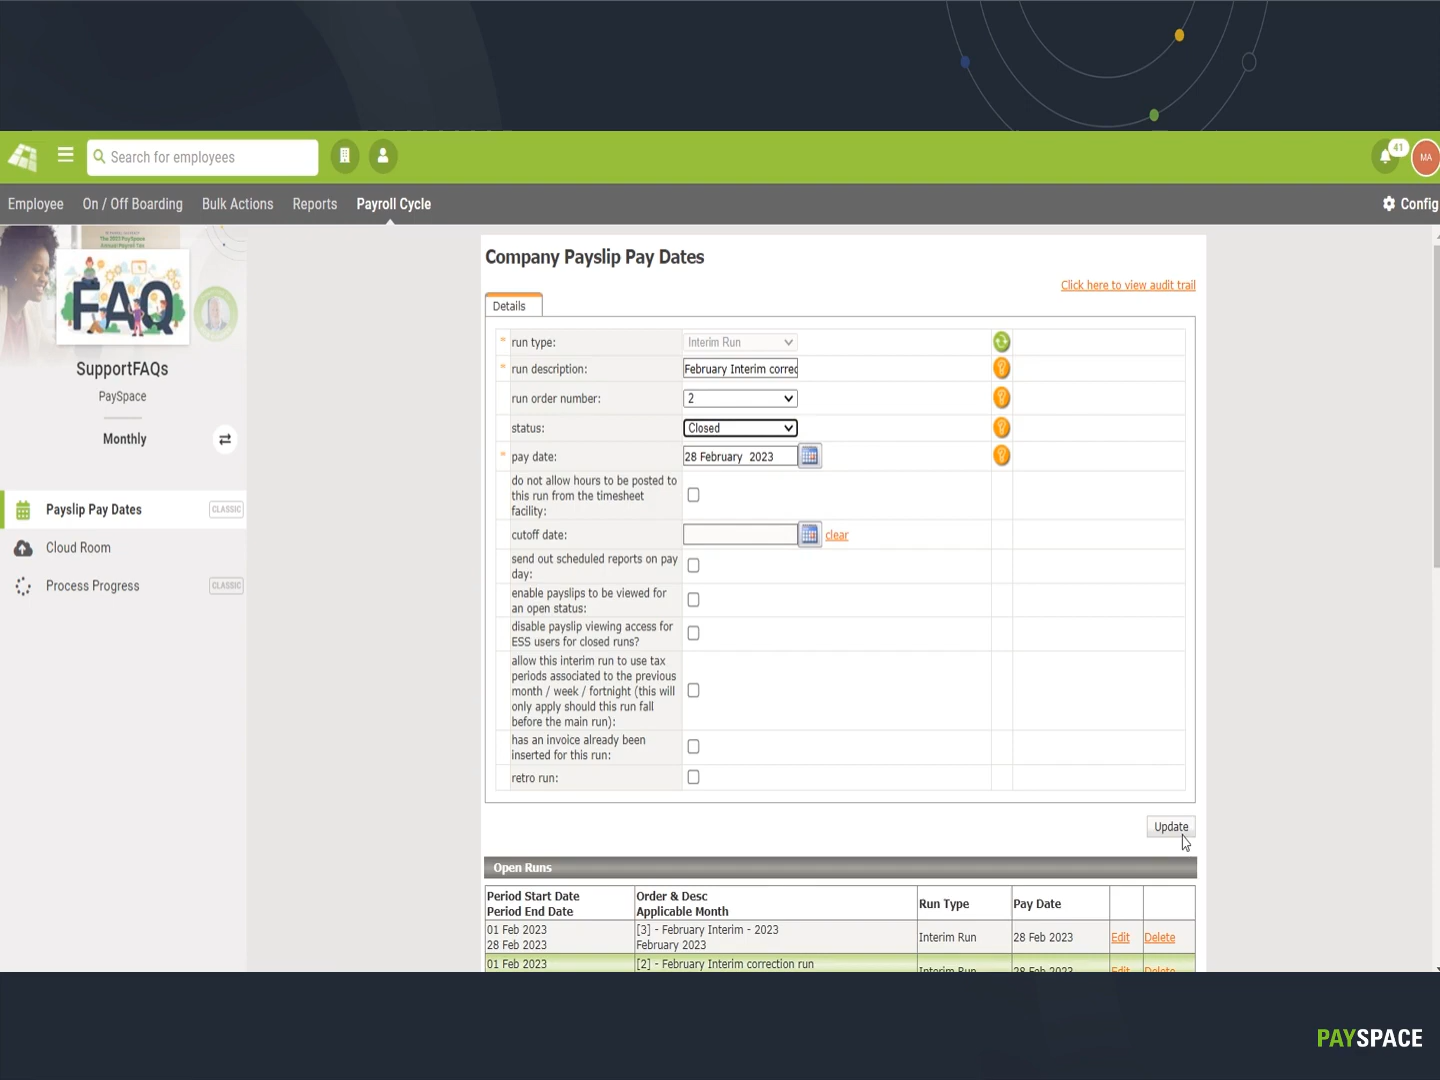 Search for employees
41
MA
Employee On / Off Boarding Bulk Actions Reports Payroll Cycle Config
FAQ
SupportFAQs
PaySpace
Monthly
Payslip Pay Dates CLASSIC
Cloud Room
Process Progress CLASSIC
Company Payslip Pay Dates
Click here to view audit trail
Details
* run type: Interim Run
* run description: February Interim correc
run order number: 2
status: Closed
* pay date: 28 February 2023
do not allow hours to be posted to
this run from the timesheet
facility:
cutoff date: clear
send out scheduled reports on pay
day:
enable payslips to be viewed for
an open status:
disable payslip viewing access for
ESS users for closed runs?
allow this interim run to use tax
periods associated to the previous
month / week / fortnight (this will
only apply should this run fall
before the main run):
has an invoice already been
inserted for this run:
retro run:
Update
Open Runs
Period Start Date Order & Desc
Period End Date Applicable Month Run Type Pay Date
01 Feb 2023 [3] - February Interim - 2023
28 Feb 2023 February 2023 Interim Run 28 Feb 2023 Edit Delete
01 Feb 2023 [2] - February Interim correction run
Interim Run 28 Feb 2023 Edit Delete
PAYSPACE